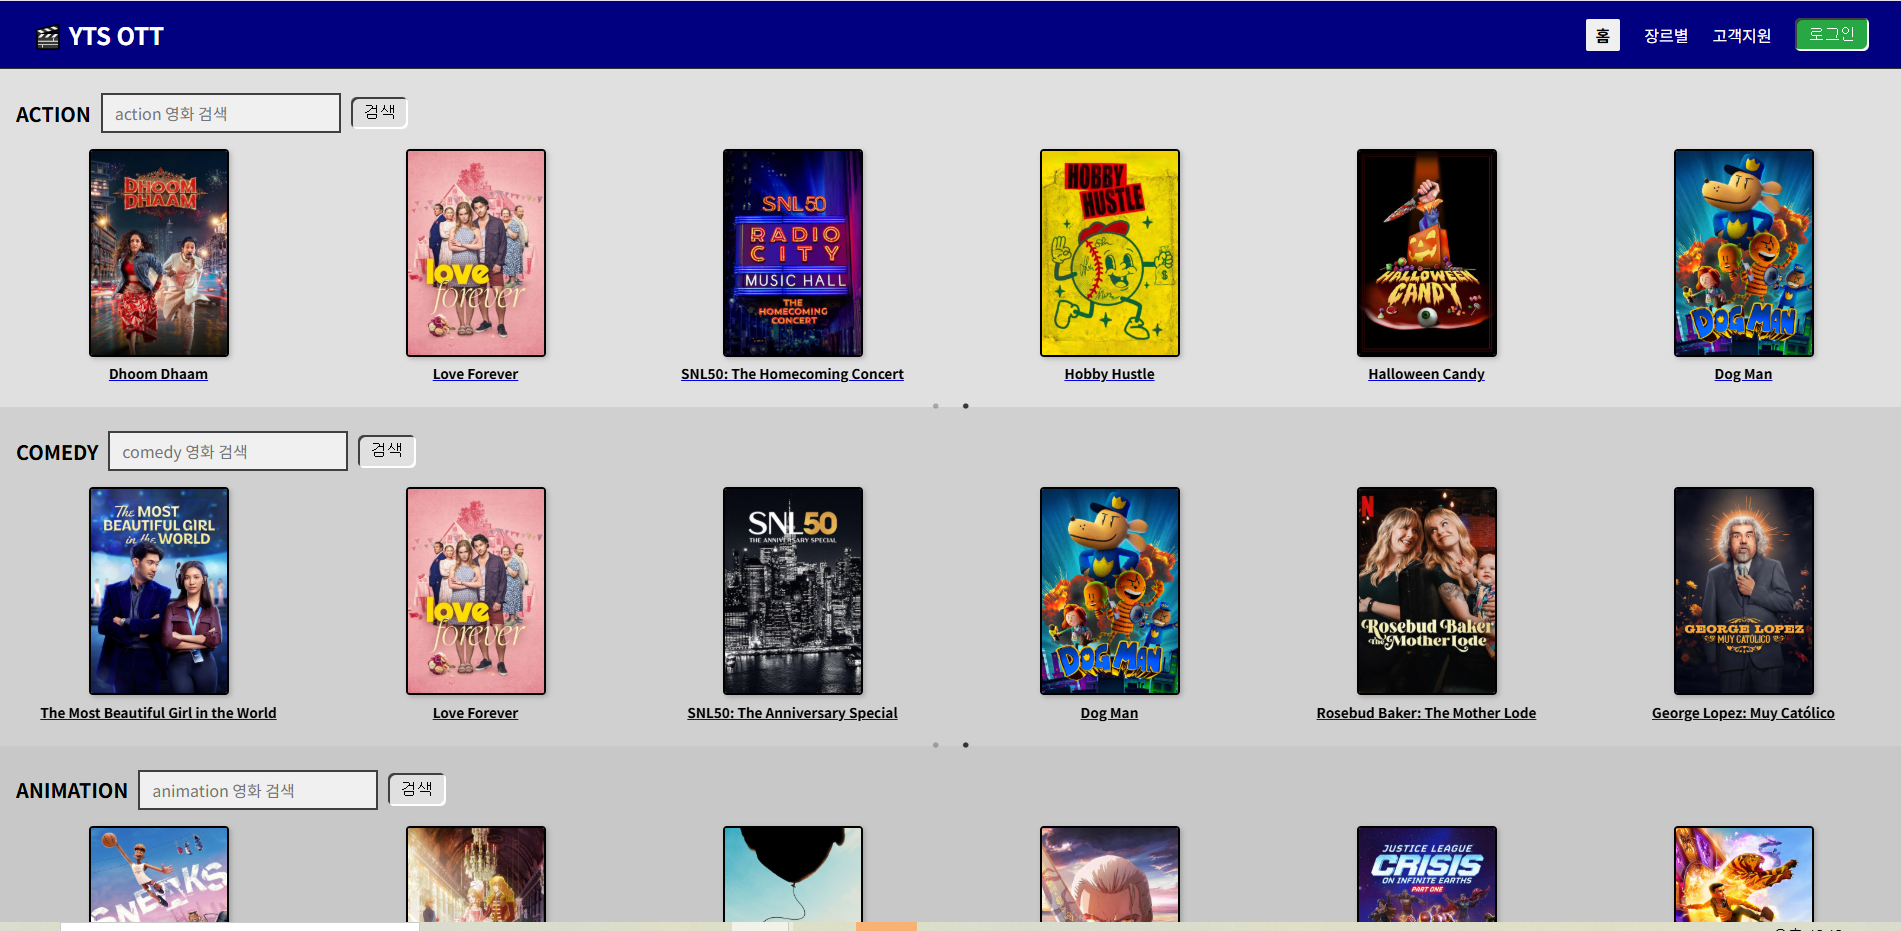 YTS OTT
홈 장르별 고객지원 로그인
ACTION action 영화 검색 검색
DHOOM
DHAAM
love
forever
SNL50
RADIO
CITY
MUSIC HALL
THE
HOMECOMING
CONCERT
HOBBY
HUSTLE
HALLOWEEN
CANDY
DOG MAN
Dhoom Dhaam
Love Forever
SNL50: The Homecoming Concert
Hobby Hustle
Halloween Candy
Dog Man
COMEDY comedy 영화 검색 검색
The MOST
BEAUTIFUL GIRL
in the WORLD
love
forever
SNL50
THE ANNIVERSARY SPECIAL
DOG MAN
N
Rosebud Baker
The Mother Lode
GEORGE LOPEZ
MUY CATÓLICO
The Most Beautiful Girl in the World
Love Forever
SNL50: The Anniversary Special
Dog Man
Rosebud Baker: The Mother Lode
George Lopez: Muy Católico
ANIMATION animation 영화 검색 검색
SNEAKS
JUSTICE LEAGUE
CRISIS
ON INFINITE EARTHS
PART ONE